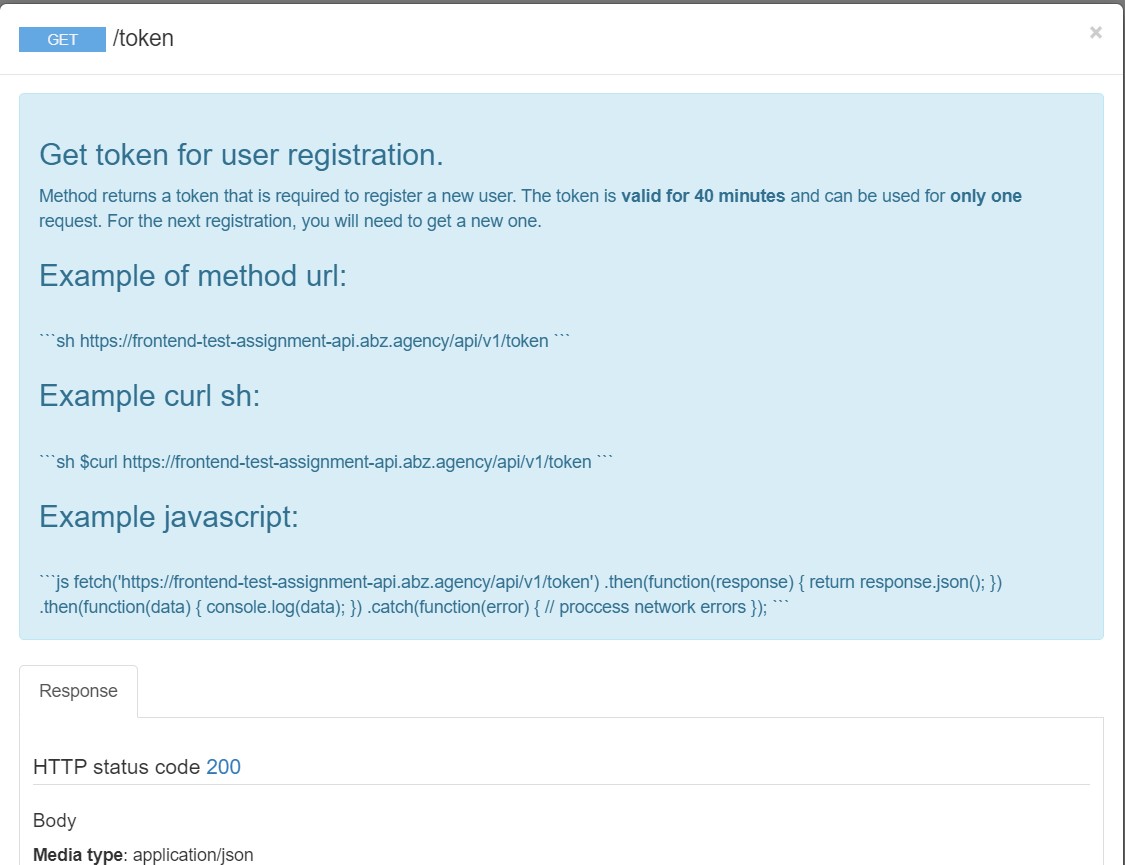 GET /token ×
Get token for user registration.
Method returns a token that is required to register a new user. The token is valid for 40 minutes and can be used for only one
request. For the next registration, you will need to get a new one.
Example of method url:
```sh https://frontend-test-assignment-api.abz.agency/api/v1/token ```
Example curl sh:
```sh $curl https://frontend-test-assignment-api.abz.agency/api/v1/token ```
Example javascript:
```js fetch('https://frontend-test-assignment-api.abz.agency/api/v1/token') .then(function(response) { return response.json(); })
.then(function(data) { console.log(data); }) .catch(function(error) { // proccess network errors }); ```
Response
HTTP status code 200
Body
Media type: application/json